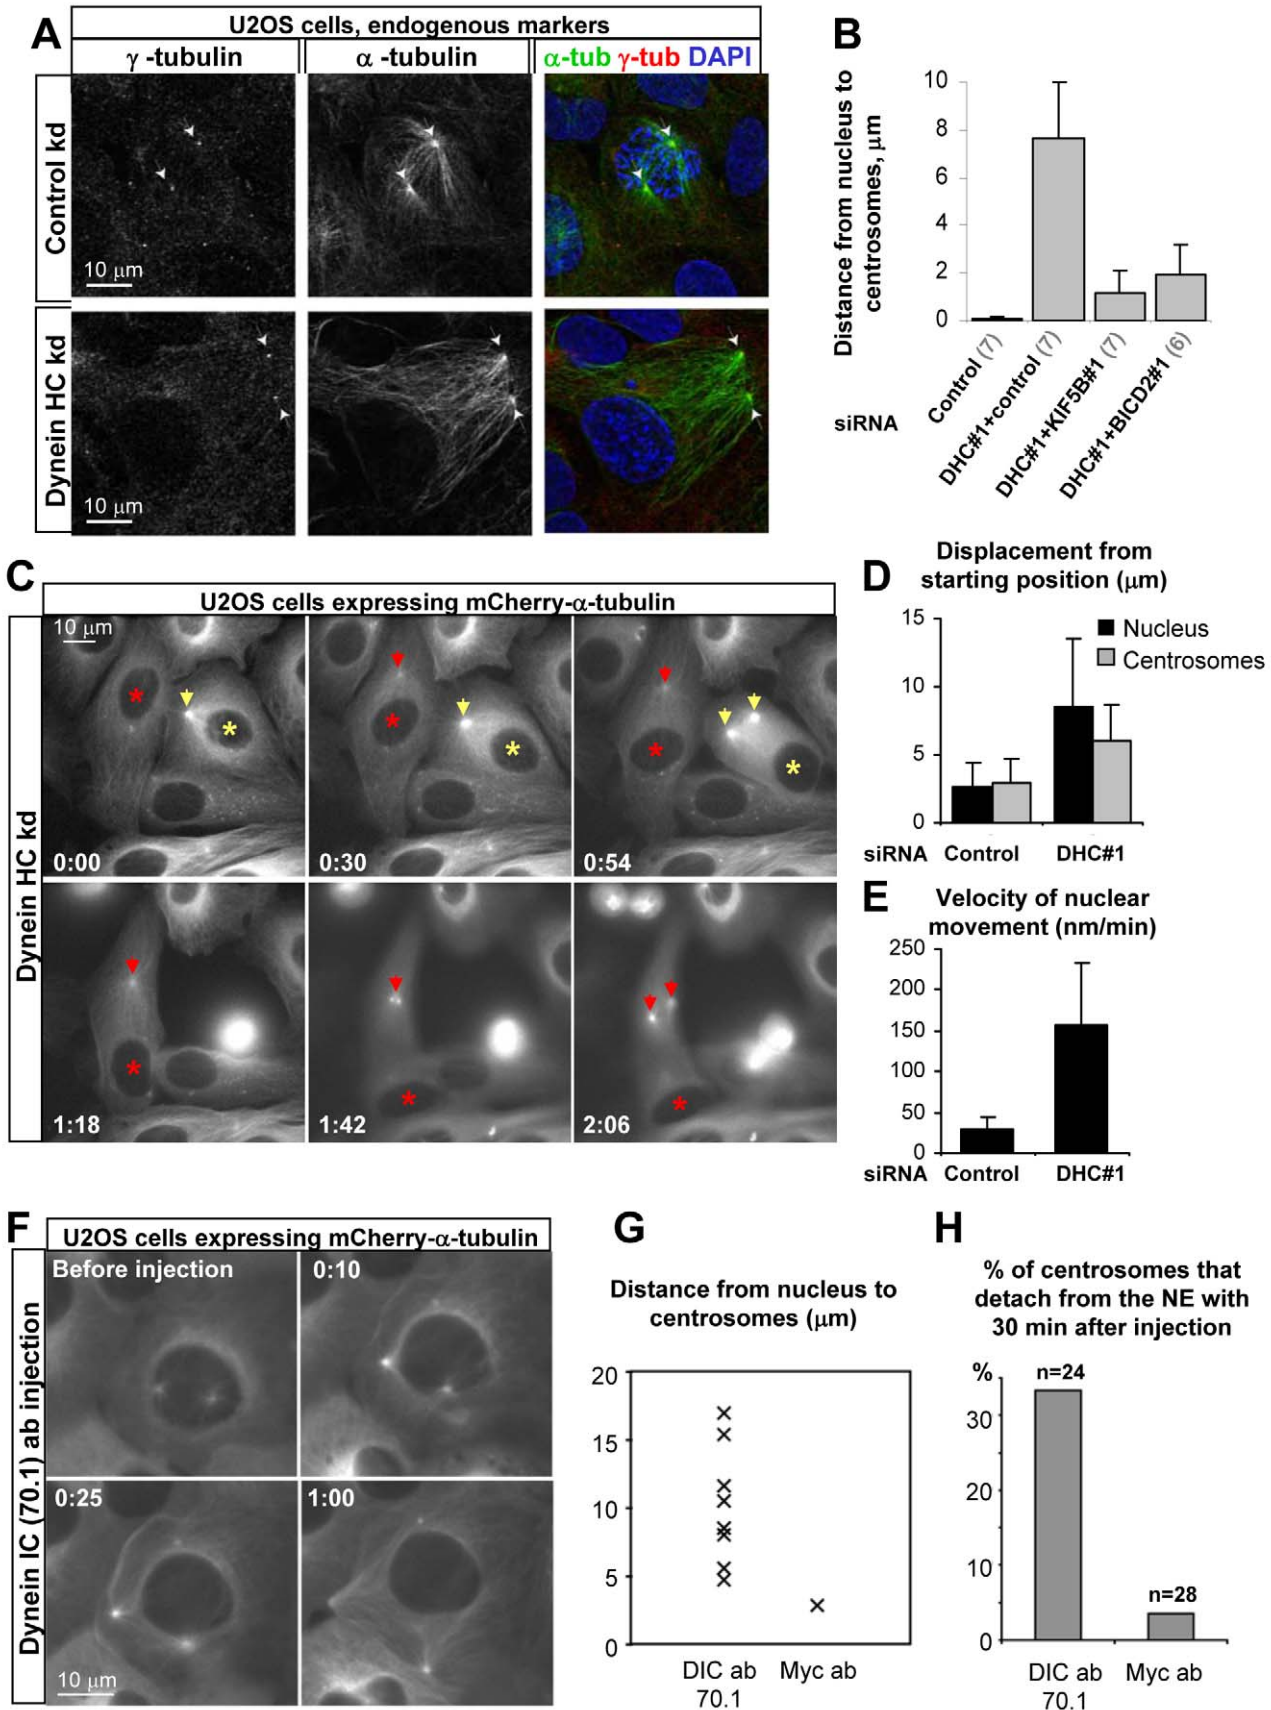 A
U2OS cells, endogenous markers
γ -tubulin
α -tubulin
α-tub γ-tub DAPI
Control kd
10 μm
Dynein HC kd
10 μm
B
Distance from nucleus to
centrosomes, μm
10
8
6
4
2
0
siRNA
Control (7)
DHC#1+control (7)
DHC#1+KIF5B#1 (7)
DHC#1+BICD2#1 (6)
C
U2OS cells expressing mCherry-α-tubulin
Dynein HC kd
10 μm
*
*
*
*
*
*
0:00
0:30
0:54
*
*
*
1:18
1:42
2:06
D
Displacement from
starting position (μm)
15
10
5
0
Nucleus
Centrosomes
siRNA Control DHC#1
E
Velocity of nuclear
movement (nm/min)
250
200
150
100
50
0
siRNA Control DHC#1
F
U2OS cells expressing mCherry-α-tubulin
Dynein IC (70.1) ab injection
Before injection
0:10
0:25
1:00
10 μm
G
Distance from nucleus to
centrosomes (μm)
20
15
10
5
0
DIC ab
70.1
Myc ab
H
% of centrosomes that
detach from the NE with
30 min after injection
%
30
20
10
0
n=24
n=28
DIC ab
70.1
Myc ab